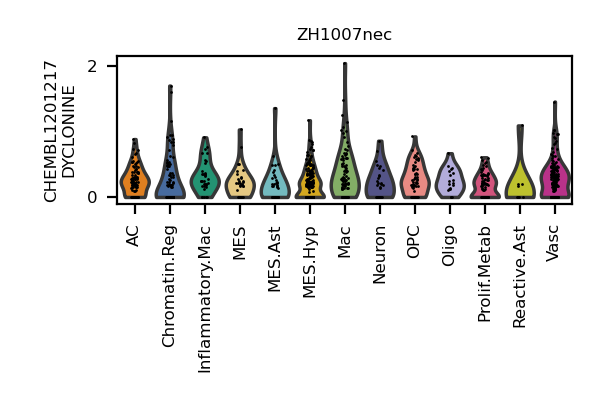 ZH1007nec
CHEMBL1201217
DYCLONINE
2
0
AC
Chromatin.Reg
Inflammatory.Mac
MES
MES.Ast
MES.Hyp
Mac
Neuron
OPC
Oligo
Prolif.Metab
Reactive.Ast
Vasc